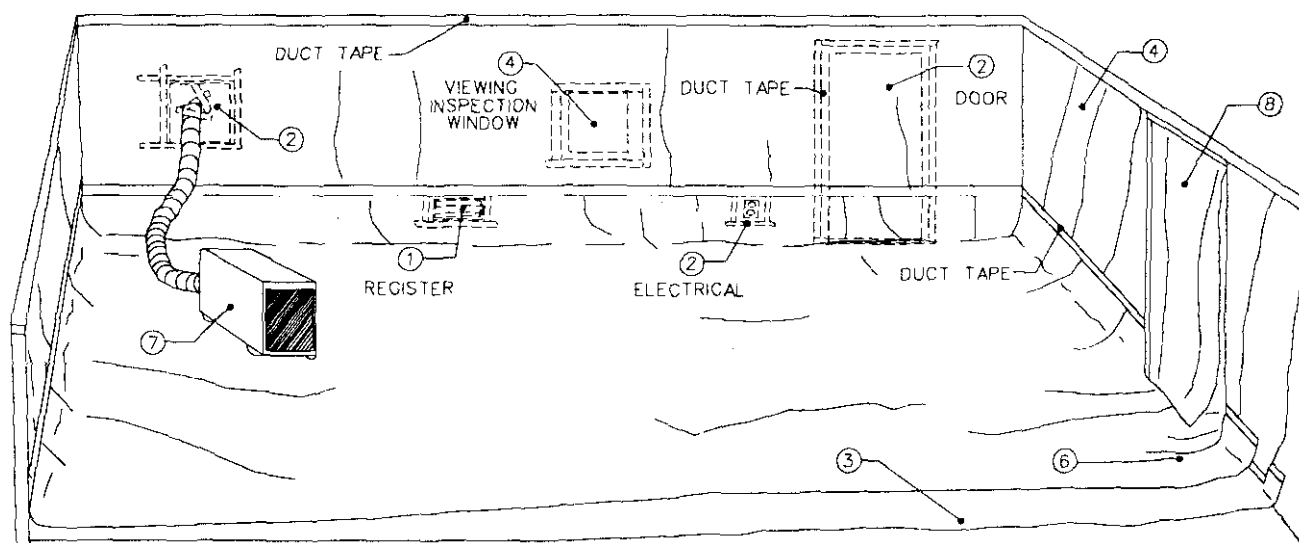 DUCT TAPE
4
2
4
VIEWING
INSPECTION
WINDOW
DUCT TAPE
DOOR
8
2
1
2
DUCT TAPE
REGISTER
ELECTRICAL
7
3
6